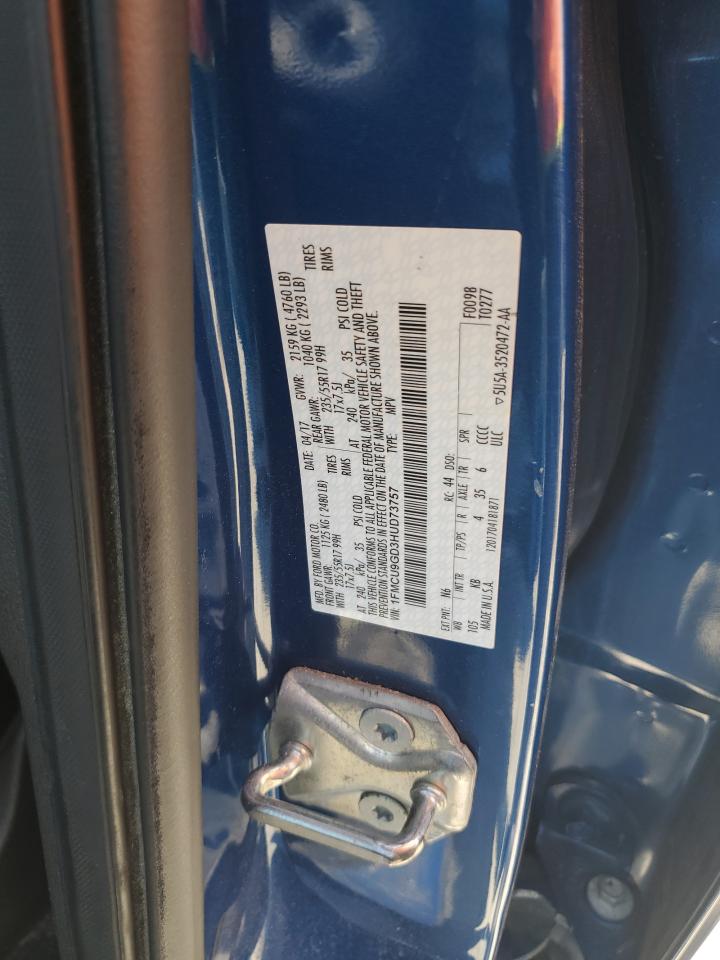 MFD. BY FORD MOTOR CO.
DATE: 04/17 GVWR: 2159 KG ( 4760 LB)
FRONT GAWR: 1125 KG ( 2480 LB) REAR GAWR: 1040 KG ( 2293 LB)
WITH 235/55R17 99H TIRES WITH 235/55R17 99H TIRES
17x7.5J RIMS 17x7.5J RIMS
AT 240 kPa/ 35 PSI COLD AT 240 kPa/ 35 PSI COLD
THIS VEHICLE CONFORMS TO ALL APPLICABLE FEDERAL MOTOR VEHICLE SAFETY AND THEFT
PREVENTION STANDARDS IN EFFECT ON THE DATE OF MANUFACTURE SHOWN ABOVE.
VIN: 1FMCU9GD3HUD73757 TYPE: MPV
F0098
T0277
EXT PNT: N6 RC: 44 DSO:
WB INT TR TP/PS R AXLE TR SPR
105 KB 4 35 6 CCCC
MADE IN U.S.A. ULC
1201704181871
5U5A-3520472-AA